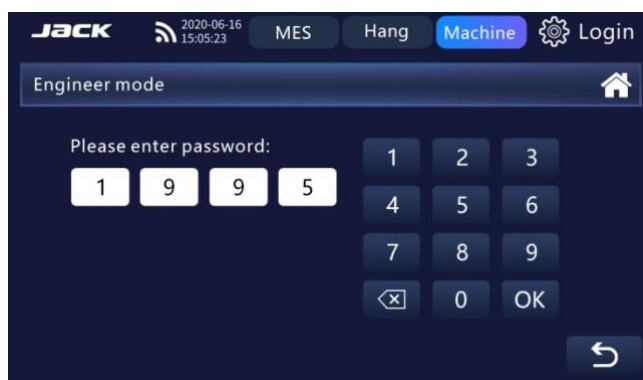 JACK 2020-06-16 MES Hang Machine Login
15:05:23
Engineer mode
Please enter password:
1 9 9 5
1 2 3
4 5 6
7 8 9
0 OK